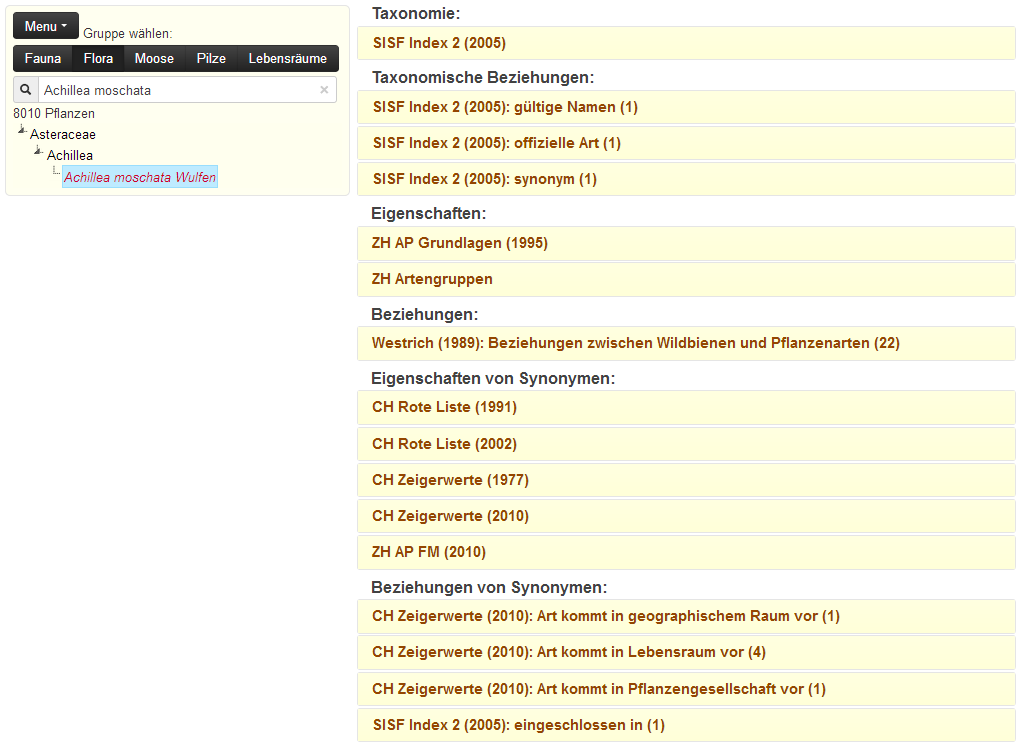 Menu
Gruppe wählen:
Fauna Flora Moose Pilze Lebensräume
Achillea moschata ×
8010 Pflanzen
Asteraceae
Achillea
Achillea moschata Wulfen
Taxonomie:
SISF Index 2 (2005)
Taxonomische Beziehungen:
SISF Index 2 (2005): gültige Namen (1)
SISF Index 2 (2005): offizielle Art (1)
SISF Index 2 (2005): synonym (1)
Eigenschaften:
ZH AP Grundlagen (1995)
ZH Artengruppen
Beziehungen:
Westrich (1989): Beziehungen zwischen Wildbienen und Pflanzenarten (22)
Eigenschaften von Synonymen:
CH Rote Liste (1991)
CH Rote Liste (2002)
CH Zeigerwerte (1977)
CH Zeigerwerte (2010)
ZH AP FM (2010)
Beziehungen von Synonymen:
CH Zeigerwerte (2010): Art kommt in geographischem Raum vor (1)
CH Zeigerwerte (2010): Art kommt in Lebensraum vor (4)
CH Zeigerwerte (2010): Art kommt in Pflanzengesellschaft vor (1)
SISF Index 2 (2005): eingeschlossen in (1)